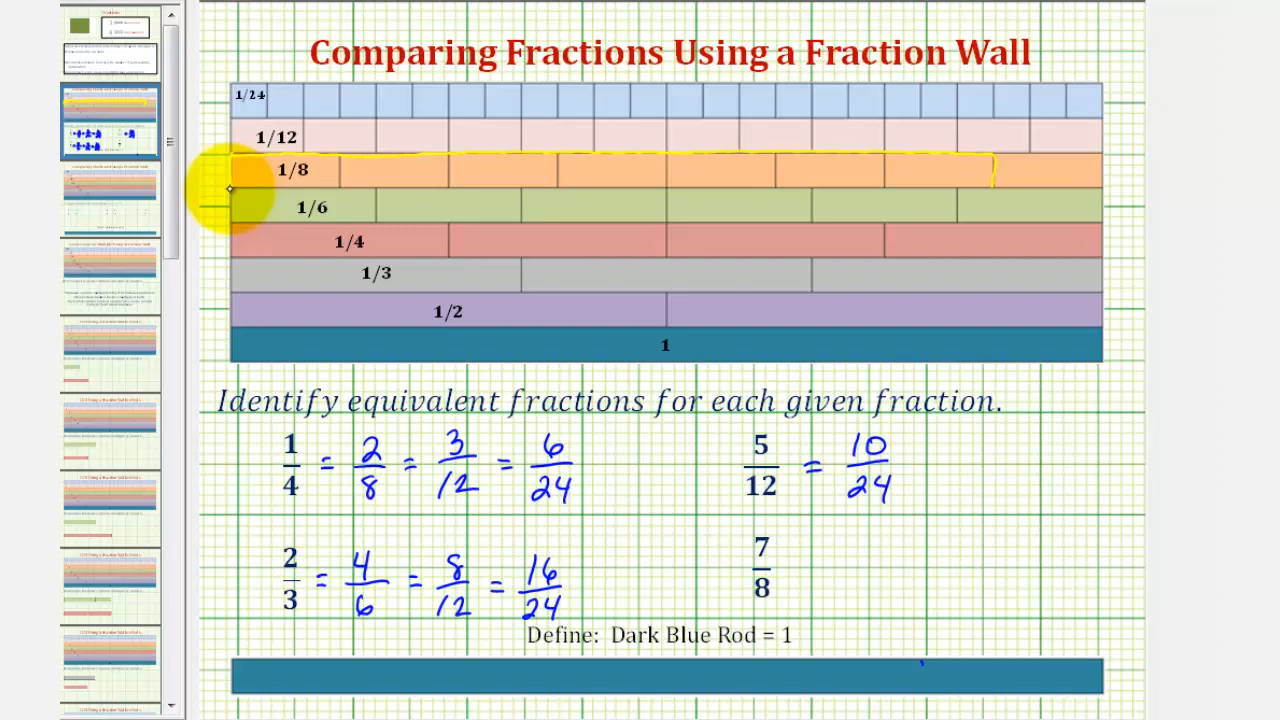 Comparing Fractions Using a Fraction Wall
1/24
1/12
1/8
1/6
1/4
1/3
1/2
1
Identify equivalent fractions for each given fraction.
1/4 = 2/8 = 3/12 = 6/24
5/12 = 10/24
2/3 = 4/6 = 8/12 = 16/24
7/8
Define: Dark Blue Rod = 1